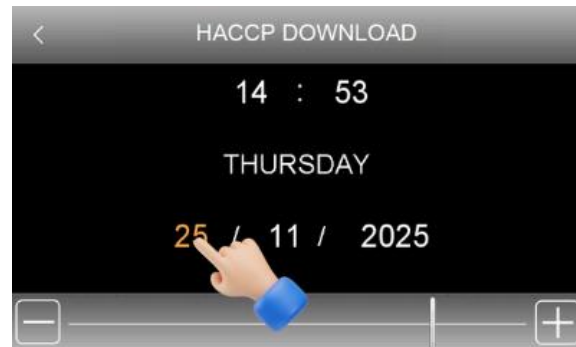 HACCP DOWNLOAD
14 : 53
THURSDAY
25 / 11 / 2025